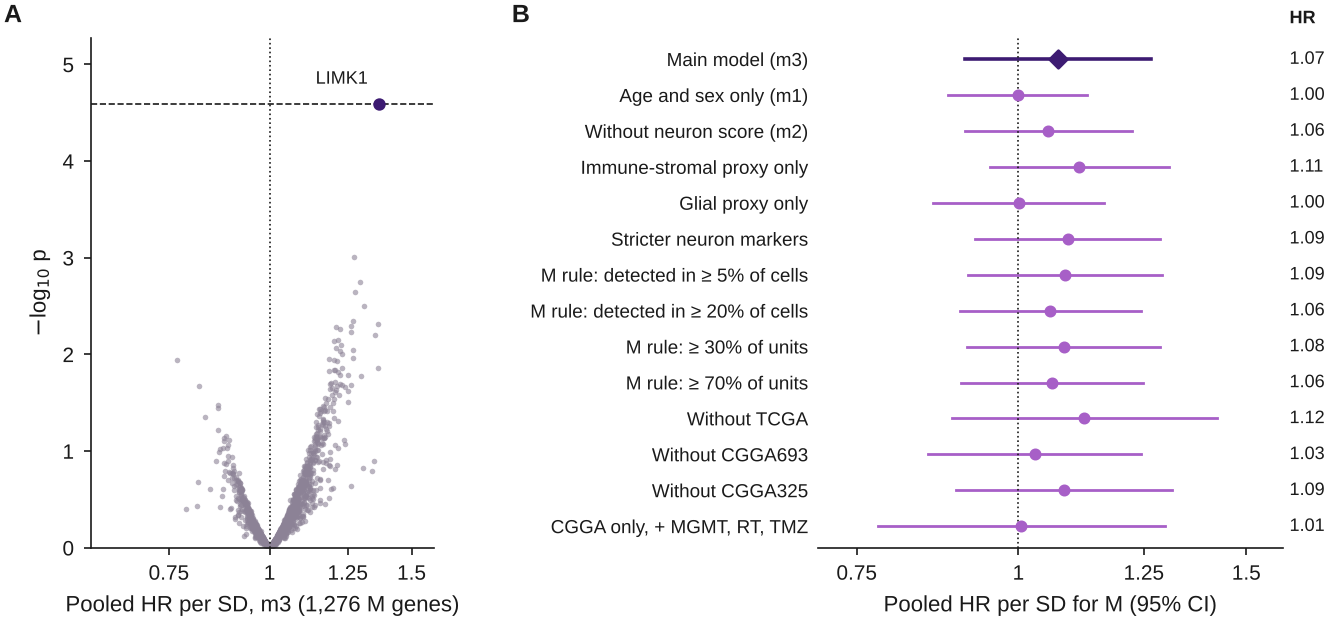 A
5
4
3
2
1
0
−log₁₀ p
LIMK1
0.75
1
1.25
1.5
Pooled HR per SD, m3 (1,276 M genes)
B
HR
Main model (m3) 1.07
Age and sex only (m1) 1.00
Without neuron score (m2) 1.06
Immune-stromal proxy only 1.11
Glial proxy only 1.00
Stricter neuron markers 1.09
M rule: detected in ≥ 5% of cells 1.09
M rule: detected in ≥ 20% of cells 1.06
M rule: ≥ 30% of units 1.08
M rule: ≥ 70% of units 1.06
Without TCGA 1.12
Without CGGA693 1.03
Without CGGA325 1.09
CGGA only, + MGMT, RT, TMZ 1.01
0.75
1
1.25
1.5
Pooled HR per SD for M (95% CI)